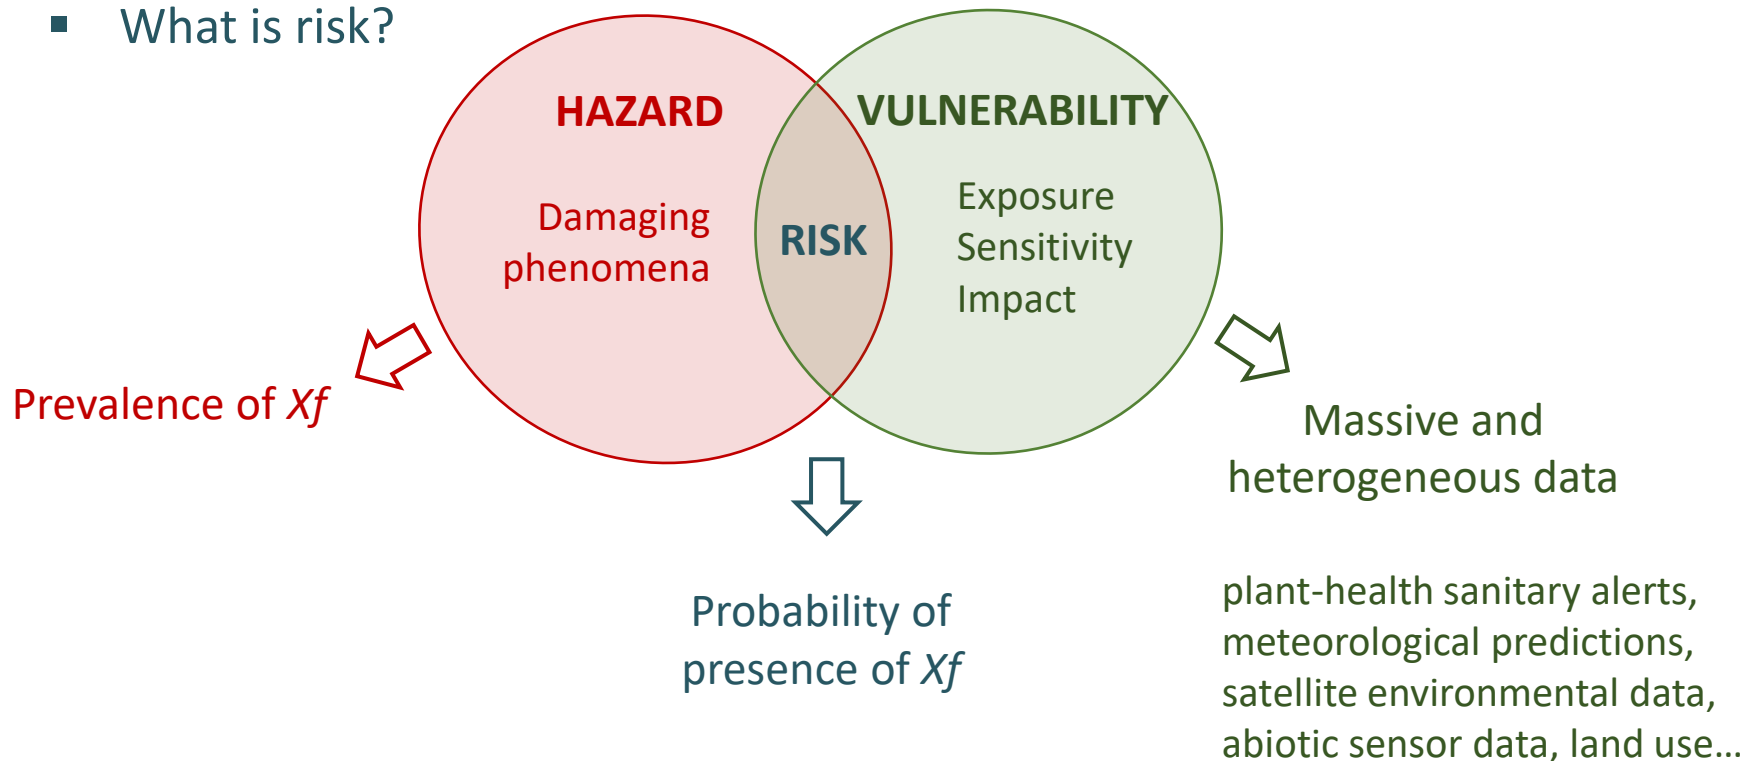 ▪ What is risk?
HAZARD
Damaging
phenomena
RISK
VULNERABILITY
Exposure
Sensitivity
Impact
Prevalence of Xf
Probability of
presence of Xf
Massive and
heterogeneous data
plant-health sanitary alerts,
meteorological predictions,
satellite environmental data,
abiotic sensor data, land use…